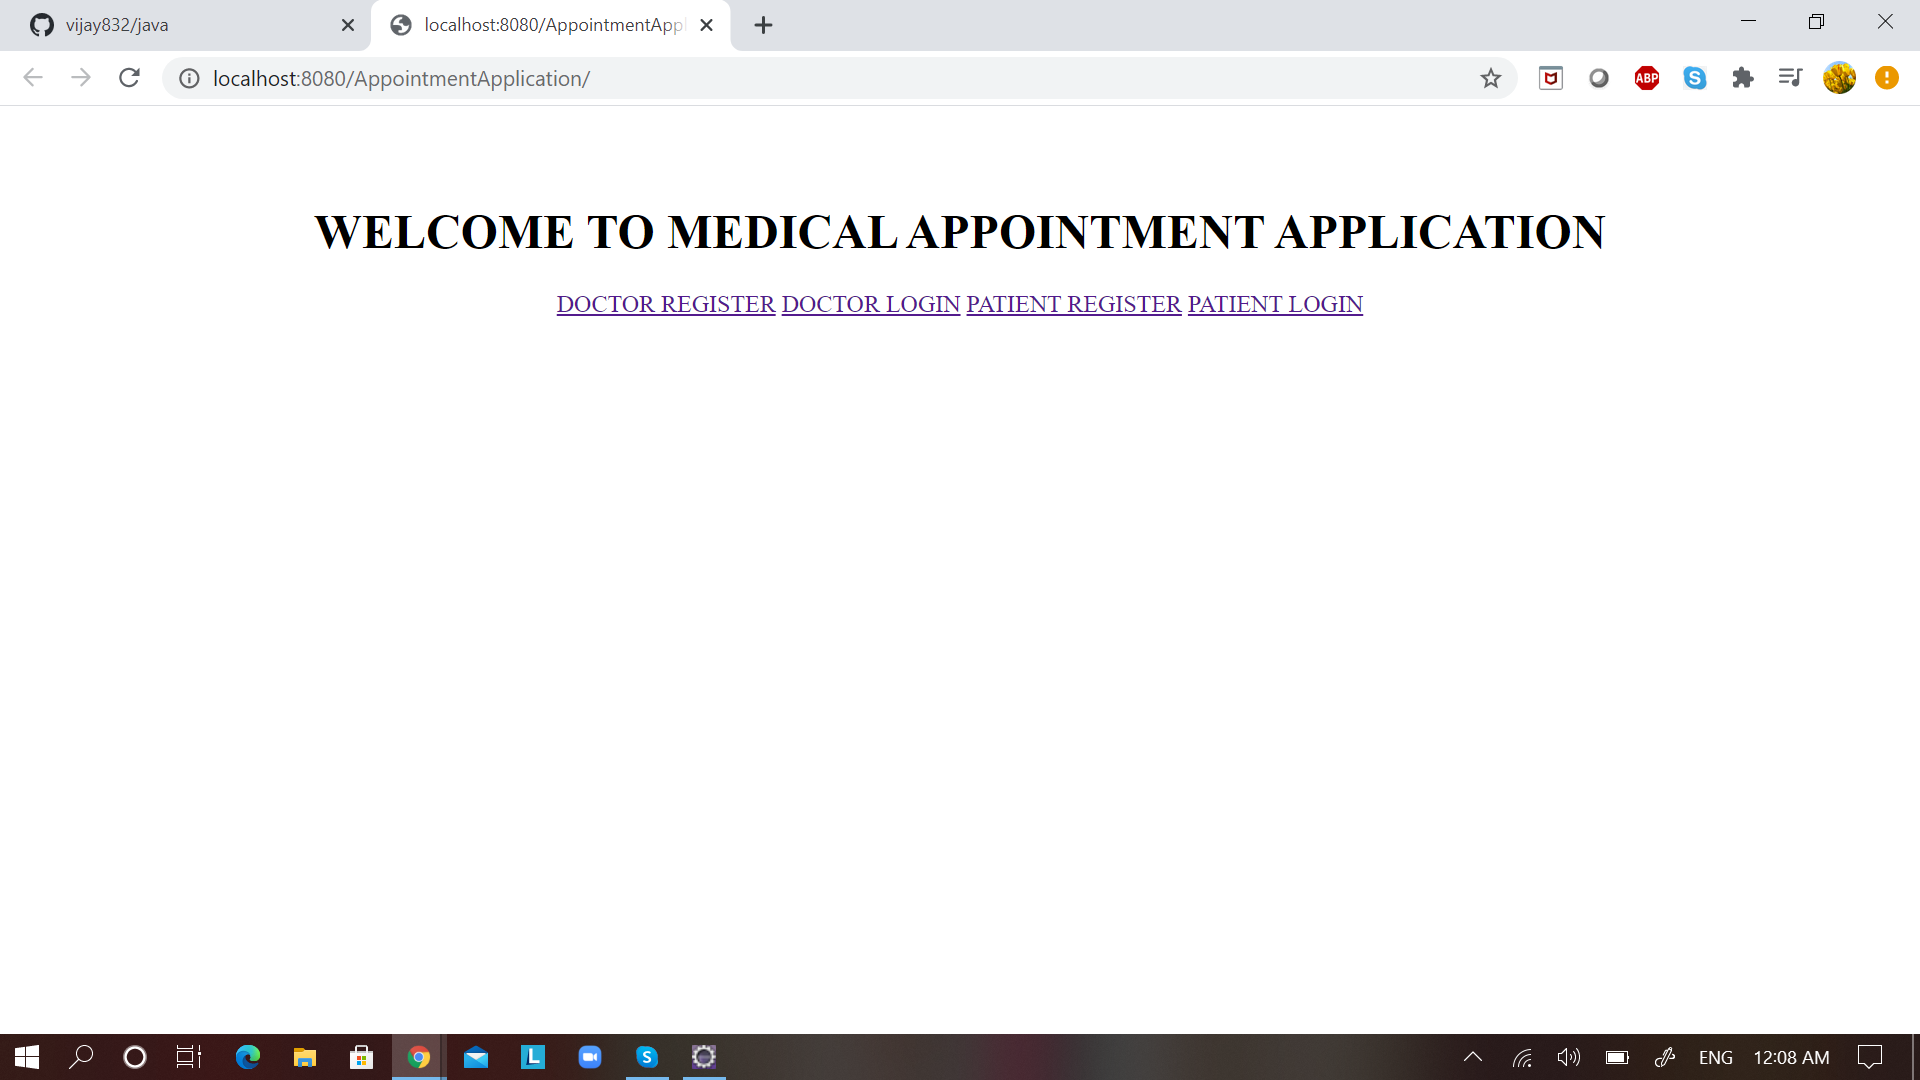 vijay832/java
localhost:8080/AppointmentApp
localhost:8080/AppointmentApplication/
ABP
S
WELCOME TO MEDICAL APPOINTMENT APPLICATION
DOCTOR REGISTER DOCTOR LOGIN PATIENT REGISTER PATIENT LOGIN
L
S
ENG
12:08 AM